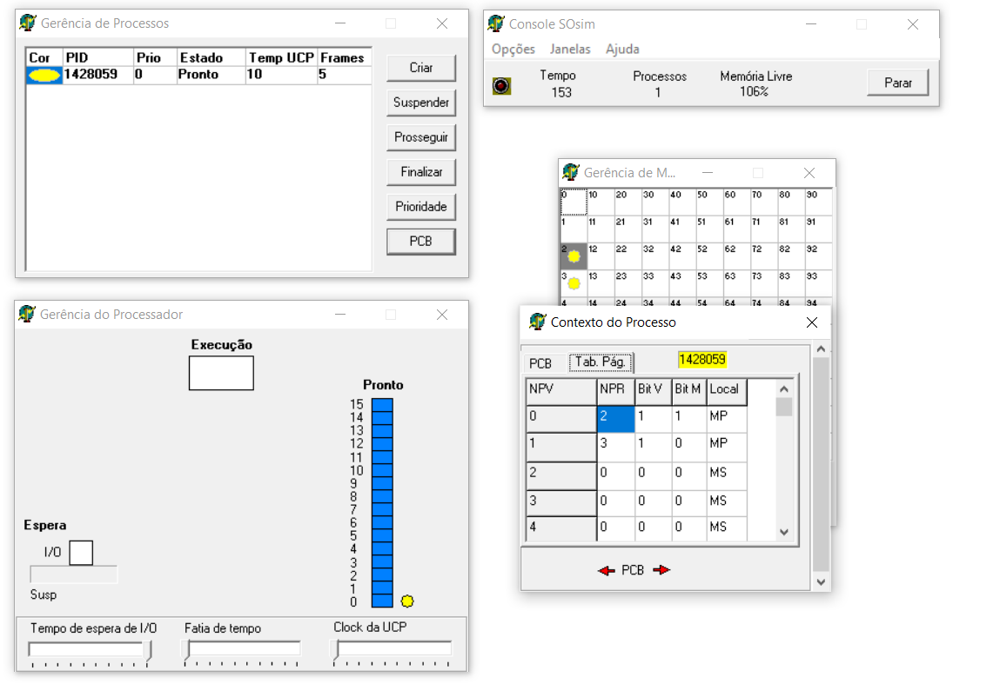 Gerência de Processos
Cor PID Prio Estado Temp UCP Frames
1428059 0 Pronto 10 5
Criar
Suspender
Prosseguir
Finalizar
Prioridade
PCB
Console SOsim
Opções Janelas Ajuda
Tempo Processos Memória Livre
153 1 106%
Parar
Gerência de M...
0 10 20 30 40 50 60 70 80 90
1 11 21 31 41 51 61 71 81 91
2 12 22 32 42 52 62 72 82 92
3 13 23 33 43 53 63 73 83 93
4 14 24 34 44 54 64 74 84 94
Gerência do Processador
Execução
Pronto
15
14
13
12
11
10
9
8
7
6
5
4
3
2
1
0
Espera
I/O
Susp
Tempo de espera de I/O Fatia de tempo Clock da UCP
Contexto do Processo
PCB Tab. Pág. 1428059
NPV NPR Bit V Bit M Local
0 2 1 1 MP
1 3 1 0 MP
2 0 0 0 MS
3 0 0 0 MS
4 0 0 0 MS
PCB